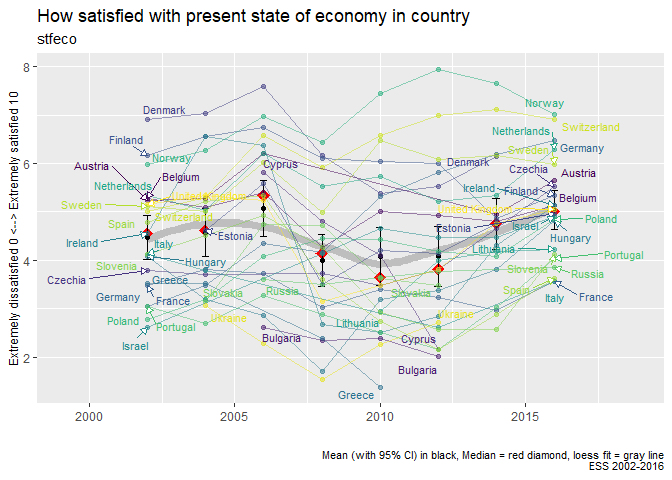 How satisfied with present state of economy in country
stfeco
Extremely dissatisfied 0 ---> Extremely satisfied 10
8
6
4
2
Denmark
Finland
Austria
Belgium
Norway
Netherlands
Sweden
United Kingdom
Switzerland
Spain
Ireland
Italy
Estonia
Slovenia
Hungary
Czechia
Greece
Germany
France
Slovakia
Russia
Poland
Portugal
Ukraine
Israel
Bulgaria
Cyprus
Lithuania
Slovakia
Greece
Cyprus
Bulgaria
Ukraine
Norway
Switzerland
Netherlands
Sweden
Germany
Denmark
Czechia
Austria
Ireland
Finland
Belgium
United Kingdom
Estonia
Israel
Poland
Hungary
Lithuania
Portugal
Slovenia
Russia
Spain
Italy
France
2000
2005
2010
2015
Mean (with 95% CI) in black, Median = red diamond, loess fit = gray line
ESS 2002-2016